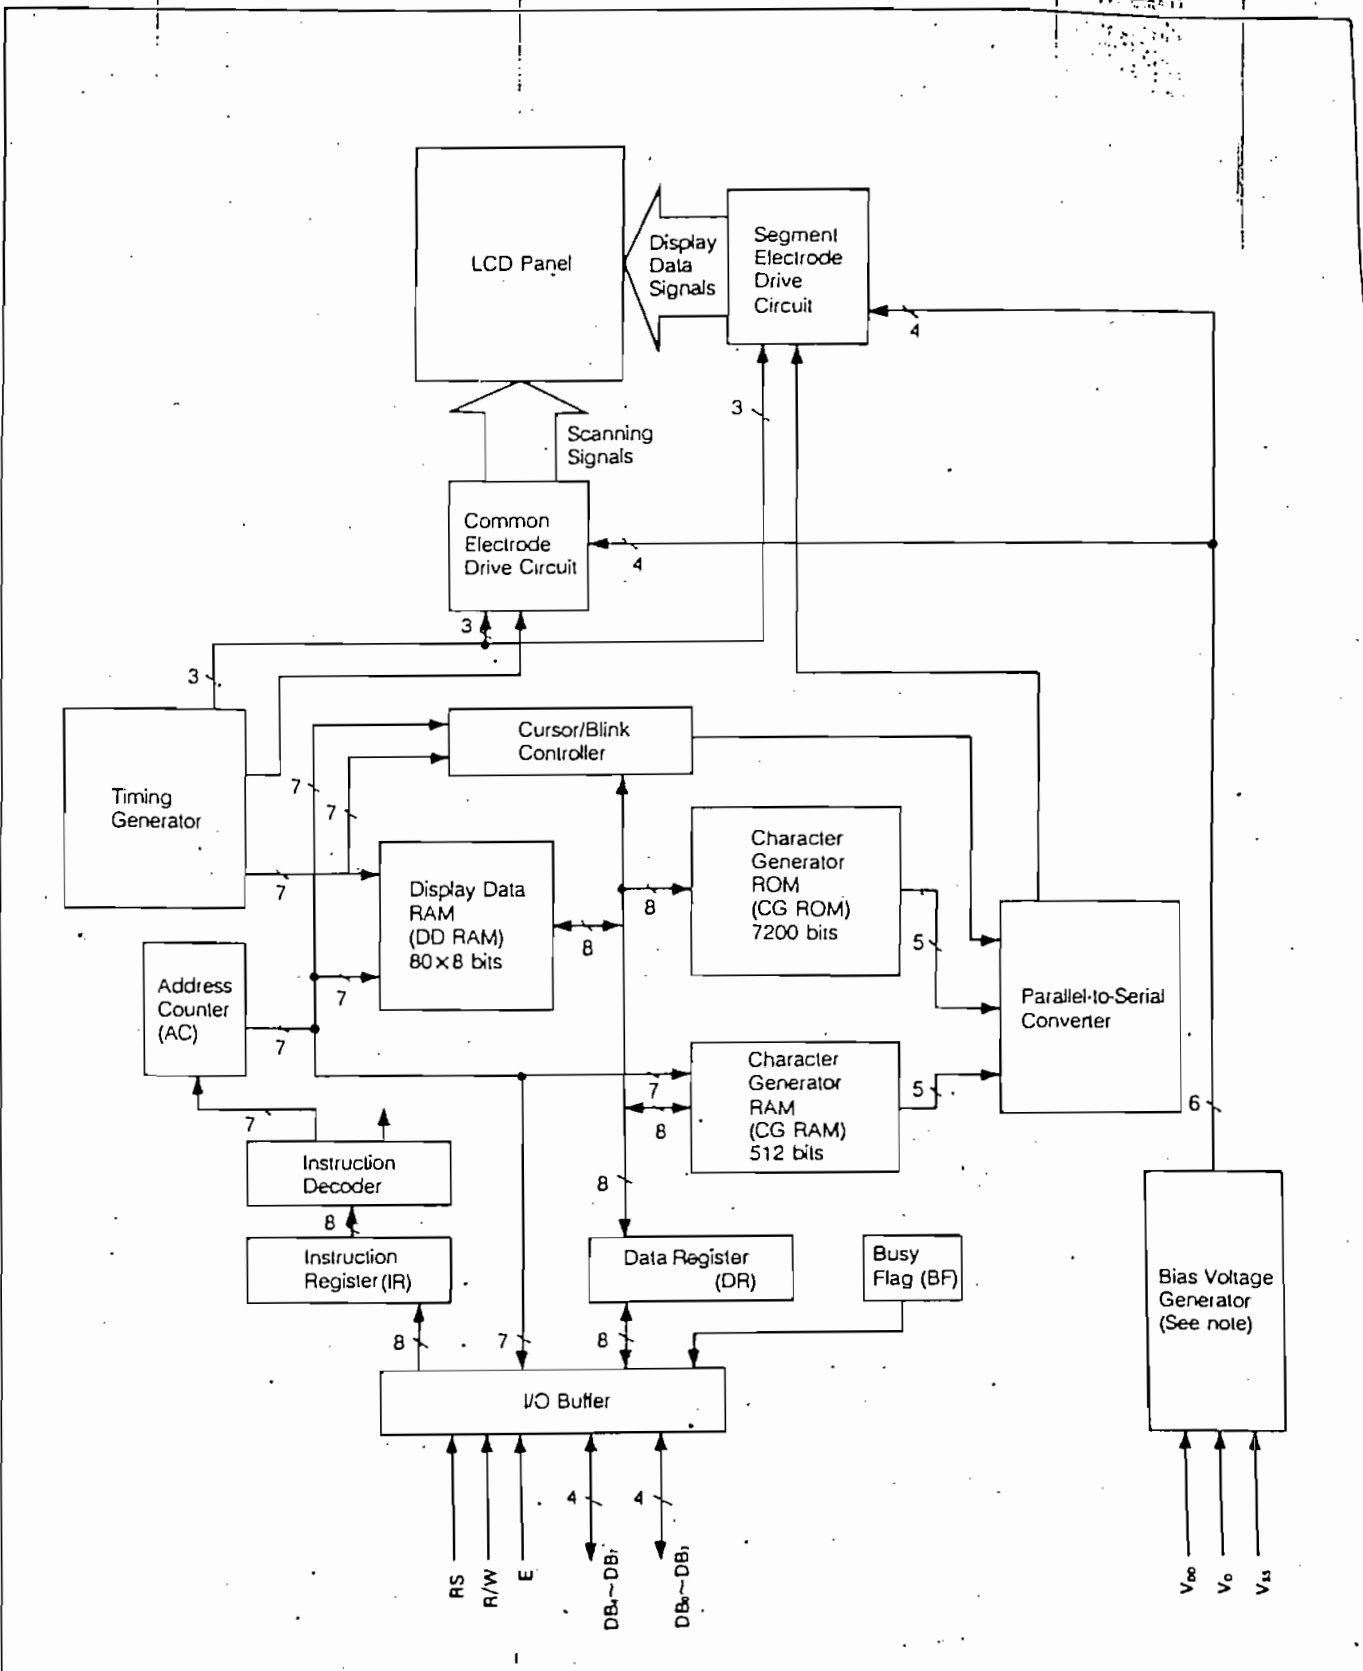 LCD Panel
Display
Data
Signals
Segment
Electrode
Drive
Circuit
4
3
Scanning
Signals
Common
Electrode
Drive Circuit
4
3
3
Timing
Generator
Cursor/Blink
Controller
7
7
7
Display Data
RAM
(DD RAM)
80×8 bits
8
8
Character
Generator
ROM
(CG ROM)
7200 bits
5
Address
Counter
(AC)
7
7
Parallel-to-Serial
Converter
Character
Generator
RAM
(CG RAM)
512 bits
7
8
5
6
7
Instruction
Decoder
8
8
Instruction
Register (IR)
Data Register
(DR)
Busy
Flag (BF)
Bias Voltage
Generator
(See note)
8
7
8
I/O Buffer
4
4
RS
R/W
E
DB₄~DB₇
DB₀~DB₃
V_DD
V_O
V_SS